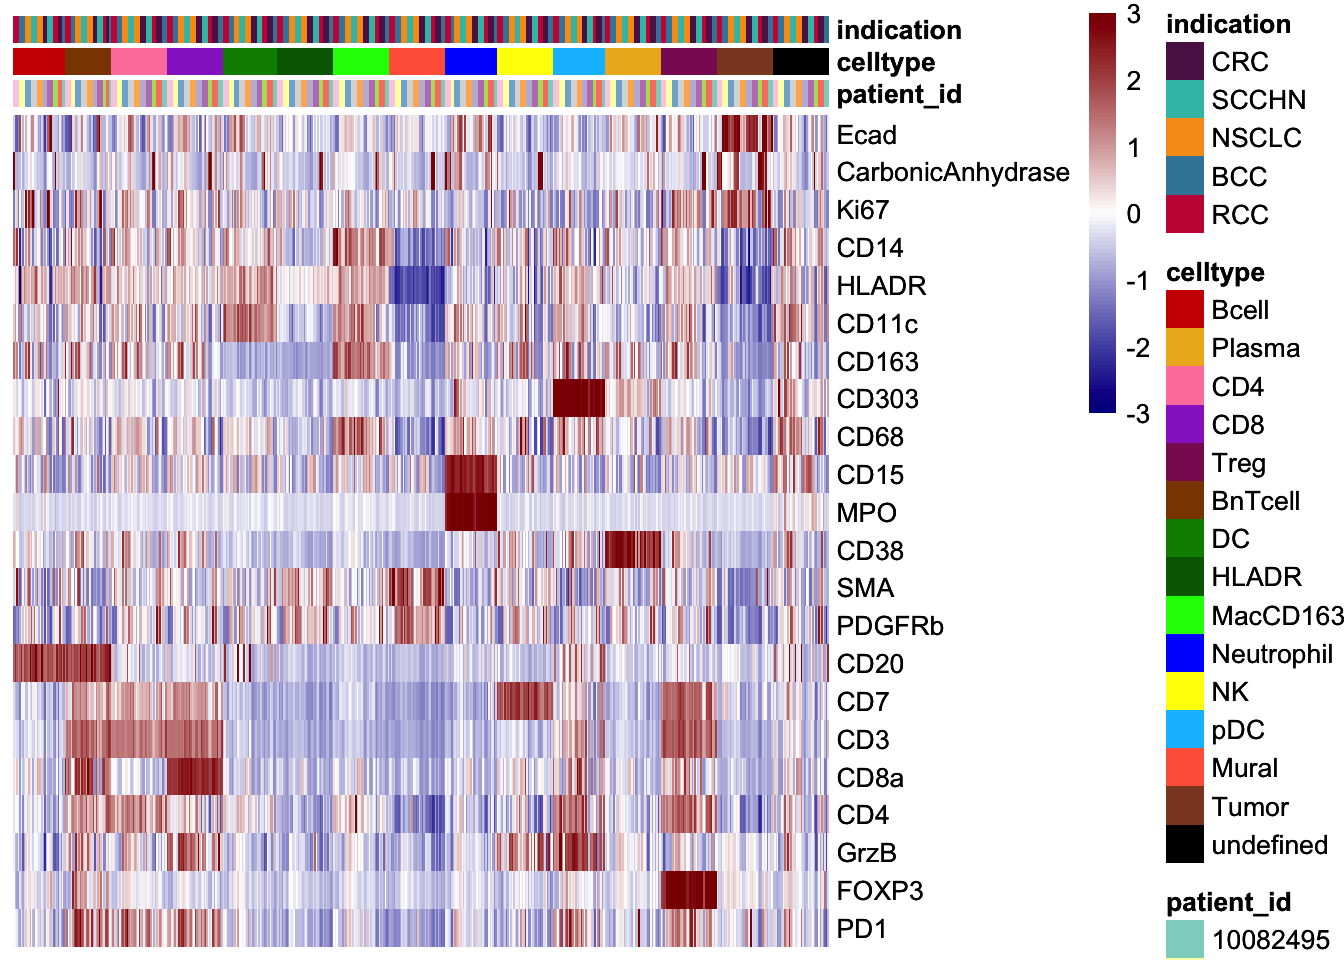 indication
celltype
patient_id
Ecad
CarbonicAnhydrase
Ki67
CD14
HLADR
CD11c
CD163
CD303
CD68
CD15
MPO
CD38
SMA
PDGFRb
CD20
CD7
CD3
CD8a
CD4
GrzB
FOXP3
PD1
3
2
1
0
-1
-2
-3
indication
CRC
SCCHN
NSCLC
BCC
RCC
celltype
Bcell
Plasma
CD4
CD8
Treg
BnTcell
DC
HLADR
MacCD163
Neutrophil
NK
pDC
Mural
Tumor
undefined
patient_id
10082495